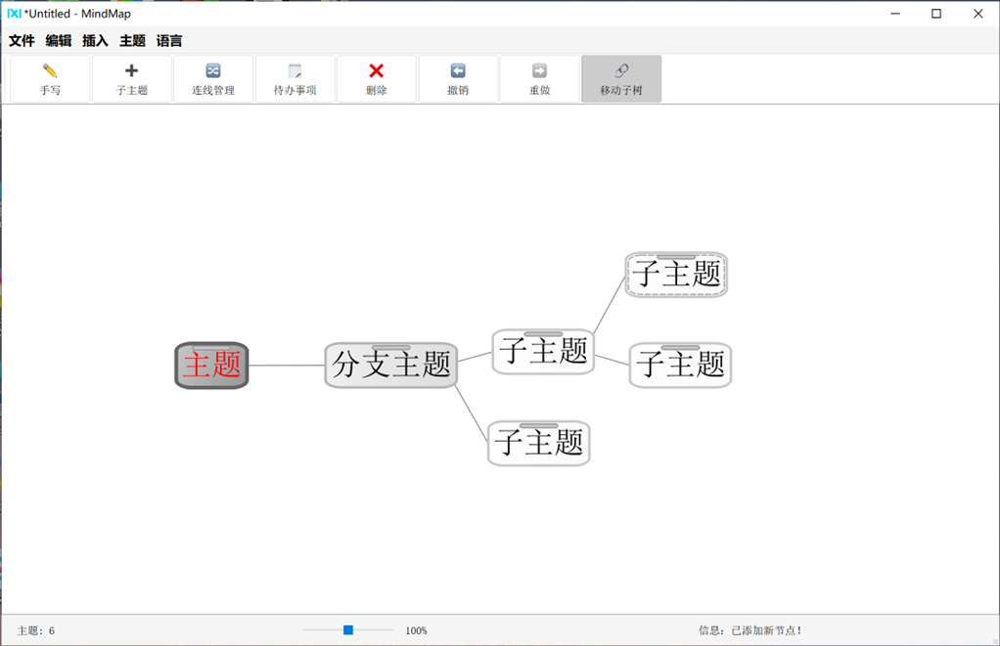 *Untitled - MindMap
文件 编辑 插入 主题 语言
手写 子主题 连线管理 待办事项 删除 撤销 重做 移动子树
子主题
子主题
主题 分支主题 子主题
子主题
主题: 6 100% 信息: 已添加新节点!